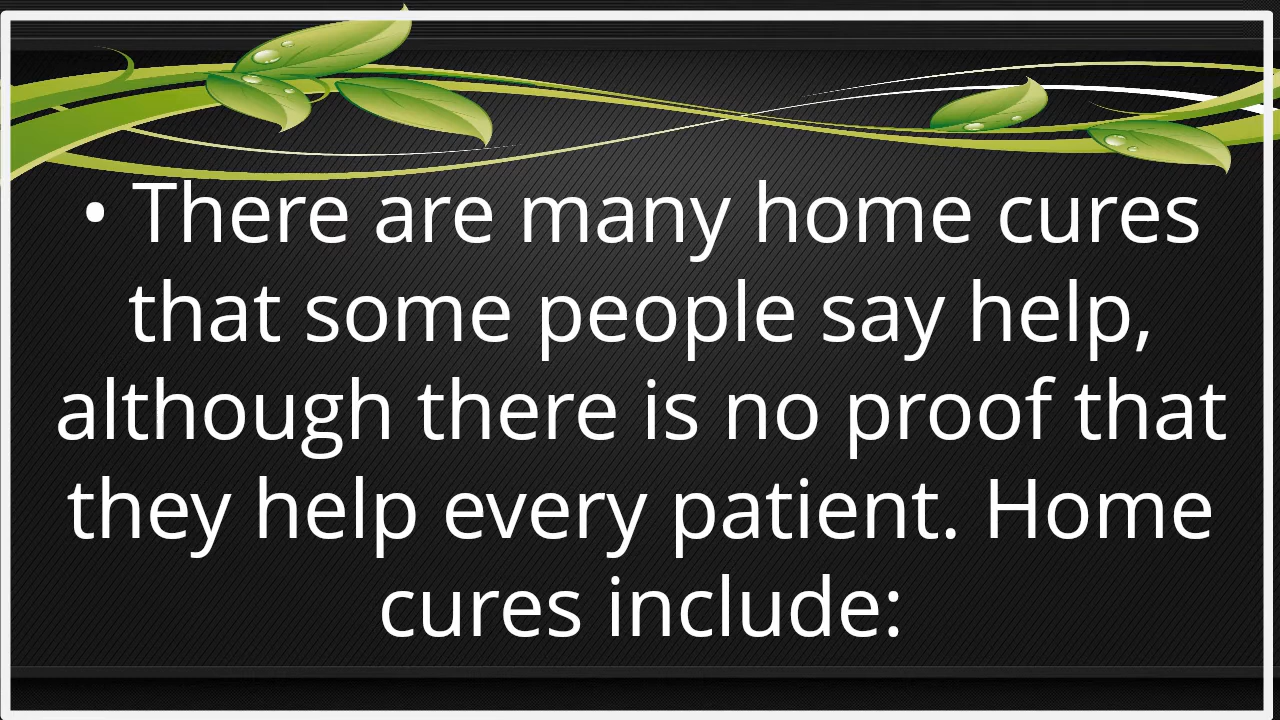 • There are many home cures
that some people say help,
although there is no proof that
they help every patient. Home
cures include: